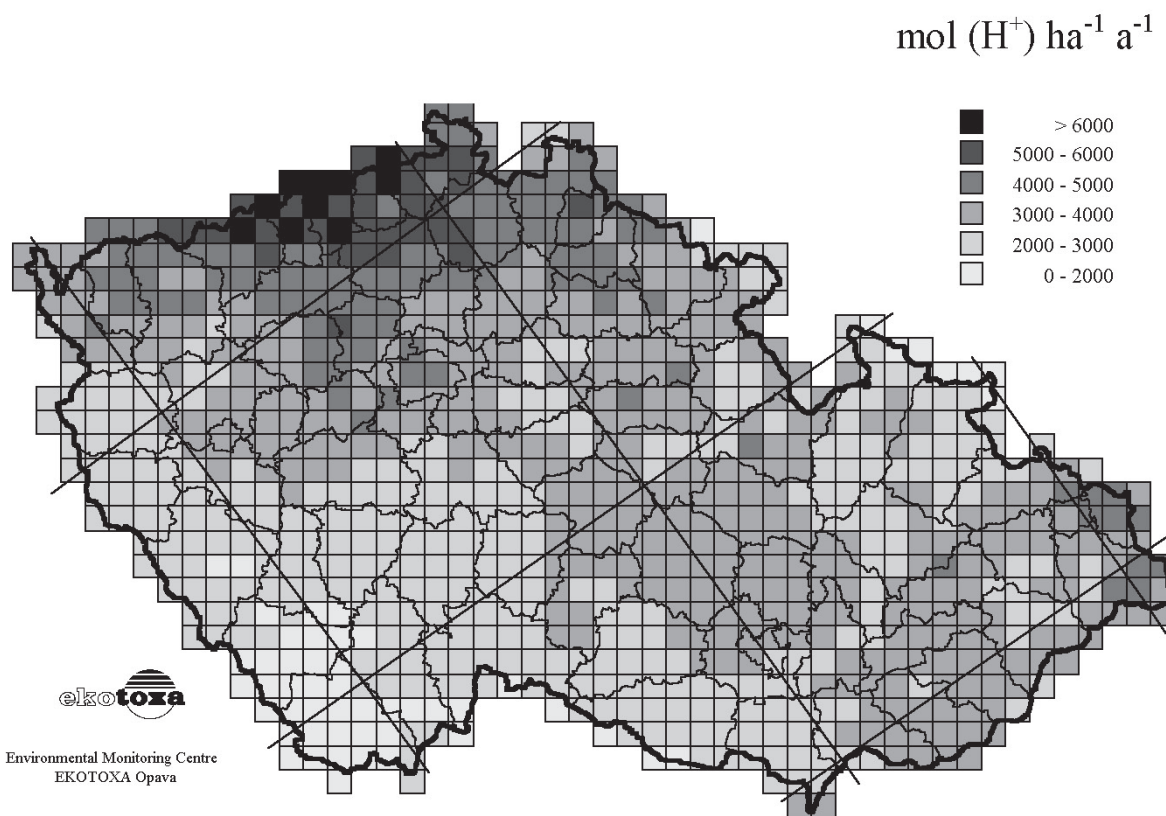 mol (H⁺) ha⁻¹ a⁻¹
> 6000
5000 - 6000
4000 - 5000
3000 - 4000
2000 - 3000
0 - 2000
ekotoxa
Environmental Monitoring Centre
EKOTOXA Opava